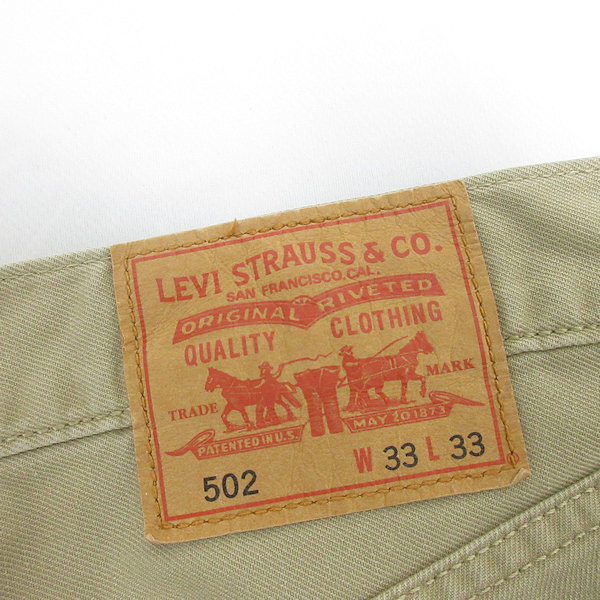 LEVI STRAUSS & CO.
SAN FRANCISCO, CAL.
ORIGINAL RIVETED
QUALITY CLOTHING
TRADE MARK
PATENTED IN U.S. MAY 20 1873
502 W 33 L 33